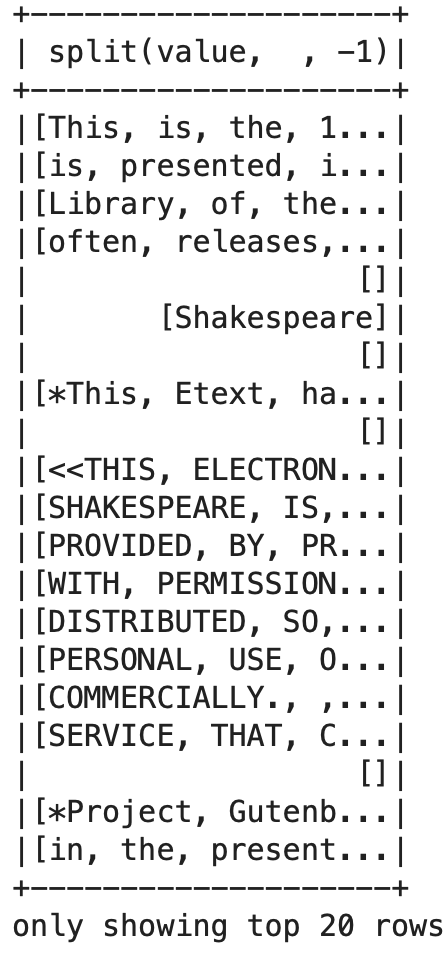 +--------------------+
| split(value,  , -1)|
+--------------------+
|[This, is, the, 1...|
|[is, presented, i...|
|[Library, of, the...|
|[often, releases,...|
|                  []|
|       [Shakespeare]|
|                  []|
|[*This, Etext, ha...|
|                  []|
|[<<THIS, ELECTRON...|
|[SHAKESPEARE, IS,...|
|[PROVIDED, BY, PR...|
|[WITH, PERMISSION...|
|[DISTRIBUTED, SO,...|
|[PERSONAL, USE, O...|
|[COMMERCIALLY., ,...|
|[SERVICE, THAT, C...|
|                  []|
|[*Project, Gutenb...|
|[in, the, present...|
+--------------------+
only showing top 20 rows